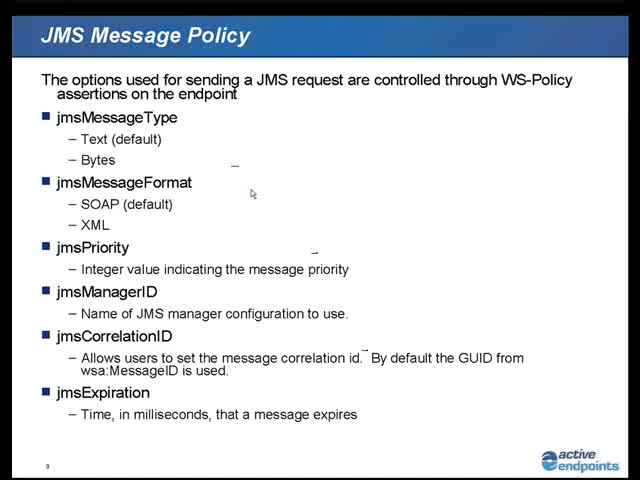 JMS Message Policy
The options used for sending a JMS request are controlled through WS-Policy
assertions on the endpoint
jmsMessageType
– Text (default)
– Bytes
jmsMessageFormat
– SOAP (default)
– XML
jmsPriority
– Integer value indicating the message priority
jmsManagerID
– Name of JMS manager configuration to use.
jmsCorrelationID
– Allows users to set the message correlation id. By default the GUID from
wsa:MessageID is used.
jmsExpiration
– Time, in milliseconds, that a message expires
9
active
endpoints